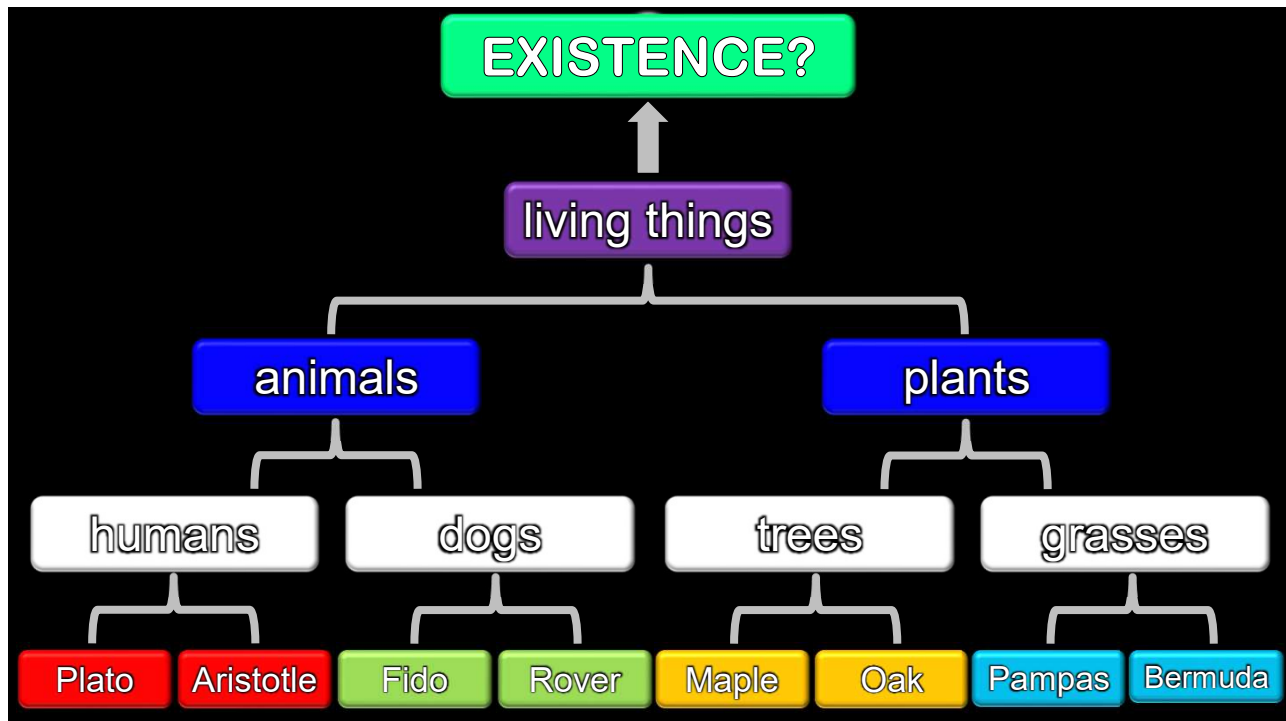 EXISTENCE?
living things
animals
plants
humans
dogs
trees
grasses
Plato
Aristotle
Fido
Rover
Maple
Oak
Pampas
Bermuda